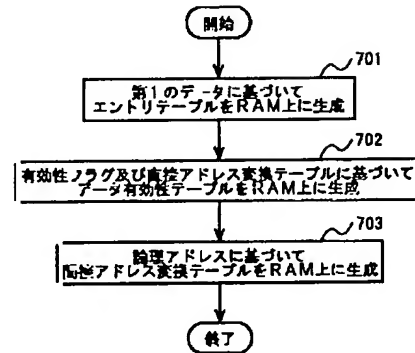 開始
701
第1のデータに基づいて
エントリテーブルをRAM上に生成
702
有効性フラグ及び直接アドレス変換テーブルに基づいて
データ有効性テーブルをRAM上に生成
703
論理アドレスに基づいて
間接アドレス変換テーブルをRAM上に生成
終了